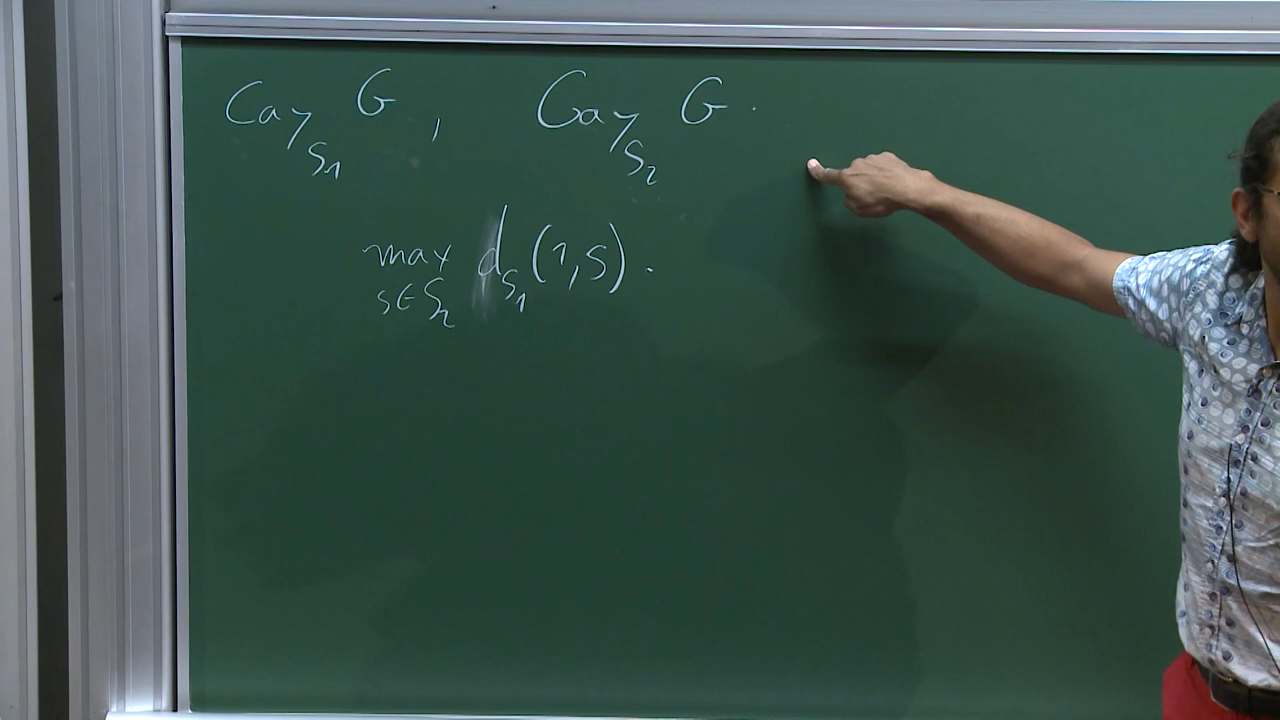 Cay_{S_1} G , Cay_{S_2} G .
max_{s∈S_2} d_{S_1}(1,s) .